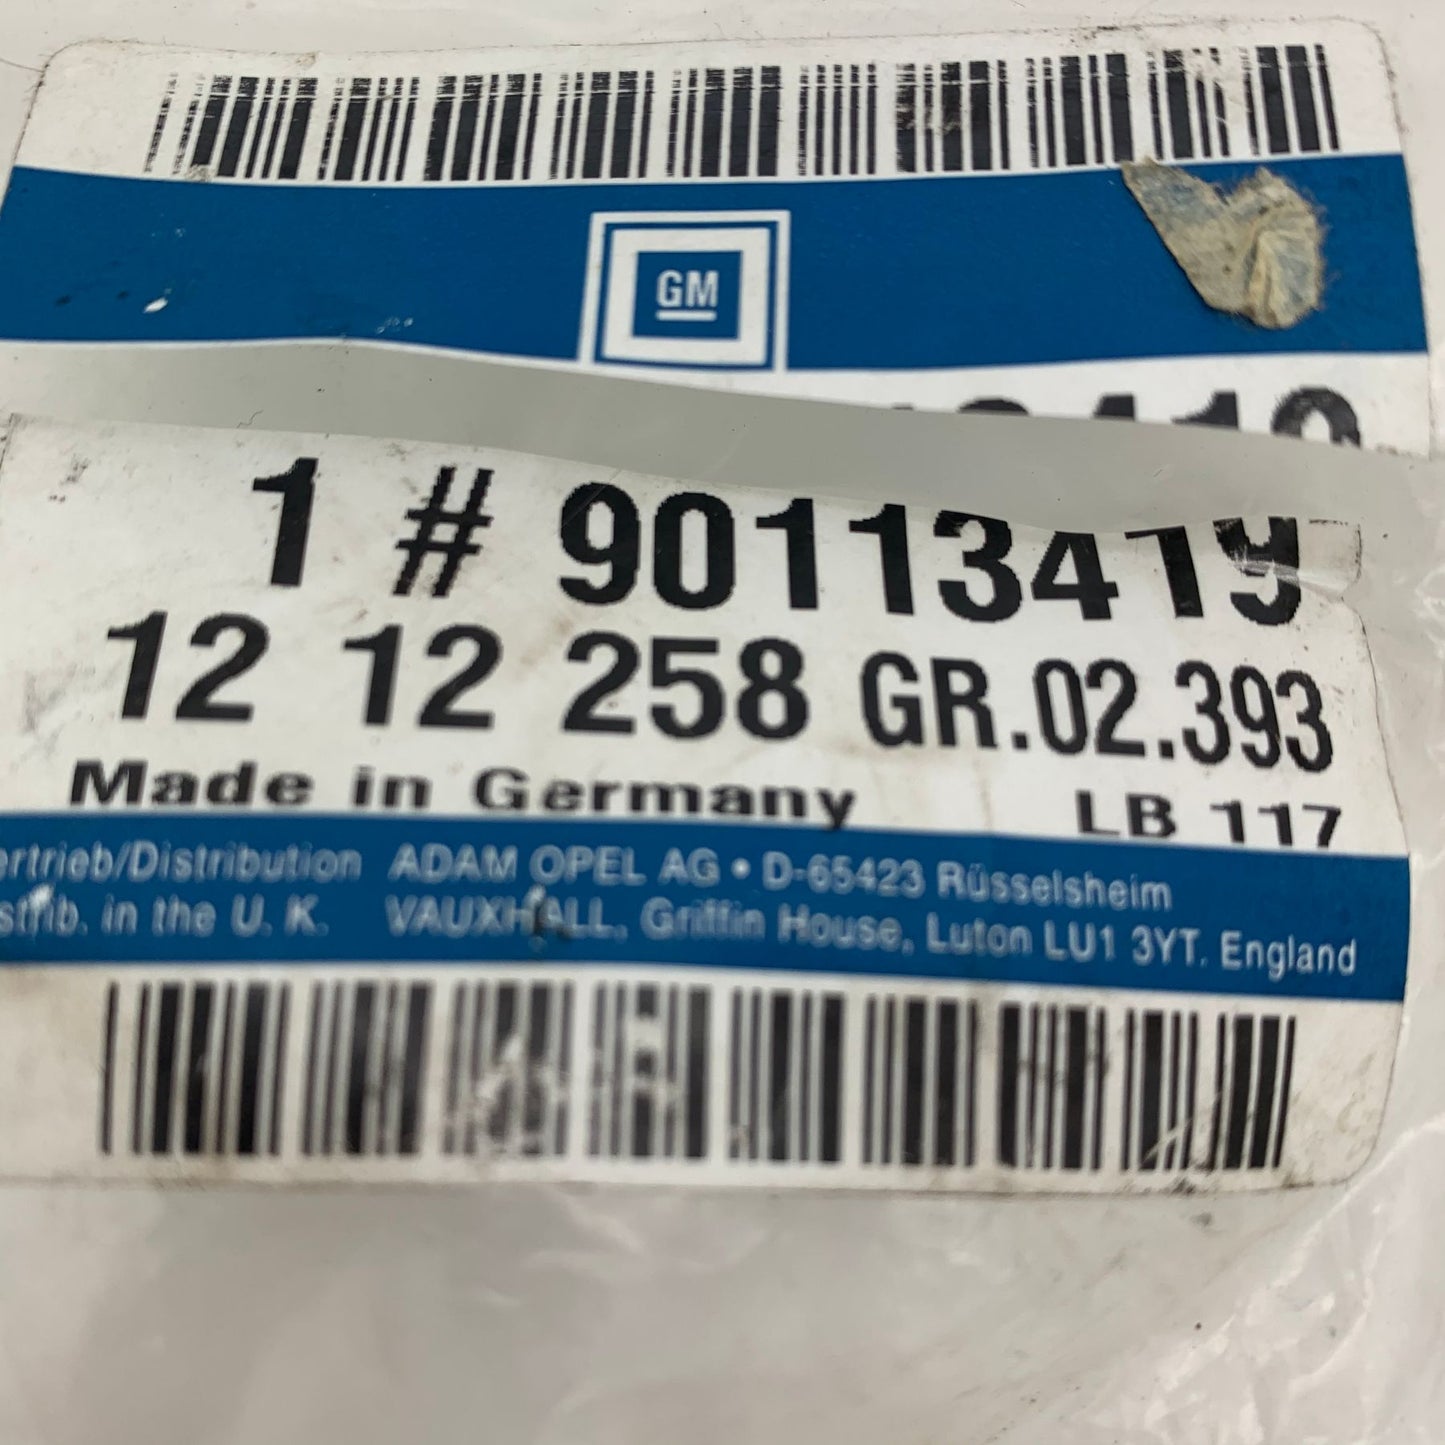 GM
1 # 90113419
12 12 258 GR.02.393
Made in Germany LB 117
ertrieb/Distribution ADAM OPEL AG • D-65423 Rüsselsheim
strib. in the U. K. VAUXHALL, Griffin House, Luton LU1 3YT. England